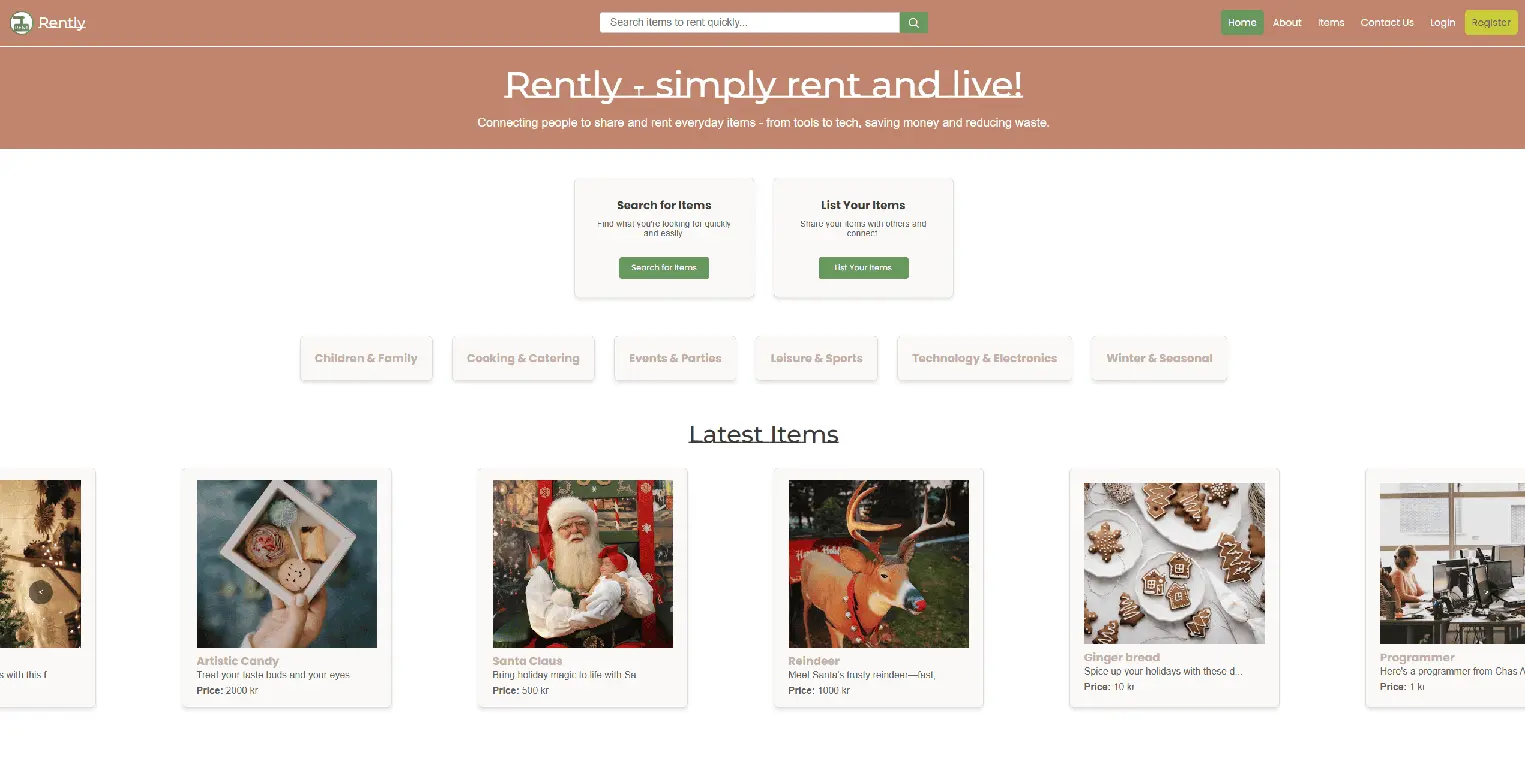 Rently
Search items to rent quickly...
Home
About
Items
Contact Us
Login
Register
Rently - simply rent and live!
Connecting people to share and rent everyday items - from tools to tech, saving money and reducing waste.
Search for Items
Find what you're looking for quickly
and easily.
Search for Items
List Your Items
Share your items with others and
connect.
List Your Items
Children & Family
Cooking & Catering
Events & Parties
Leisure & Sports
Technology & Electronics
Winter & Seasonal
Latest Items
s with this f
Artistic Candy
Treat your taste buds and your eyes
Price: 2000 kr
Santa Claus
Bring holiday magic to life with Sa
Price: 500 kr
Reindeer
Meet Santa's trusty reindeer—fast,
Price: 1000 kr
Ginger bread
Spice up your holidays with these d...
Price: 10 kr
Programmer
Here's a programmer from Chas A
Price: 1 kr